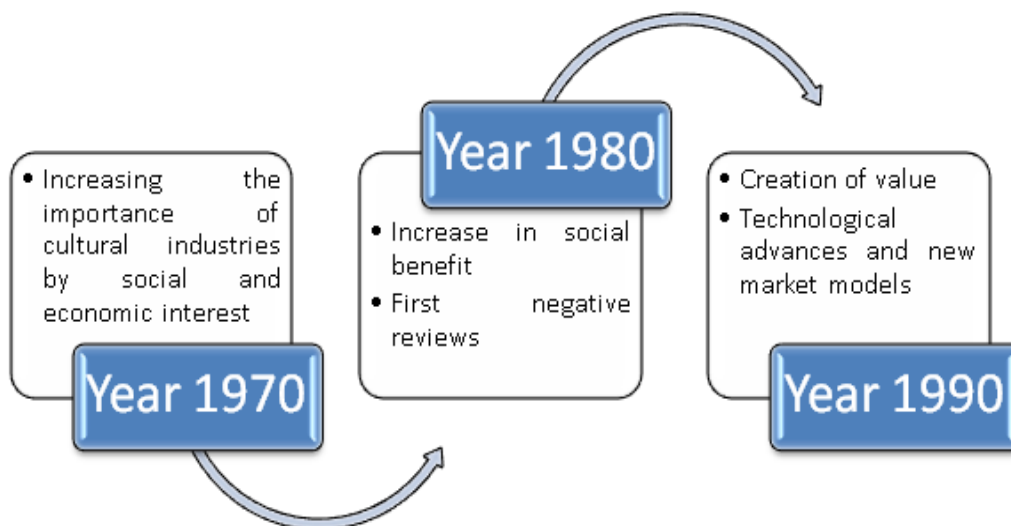 • Increasing the
importance of
cultural industries
by social and
economic interest
Year 1970
Year 1980
• Increase in social
benefit
• First negative
reviews
• Creation of value
• Technological
advances and new
market models
Year 1990